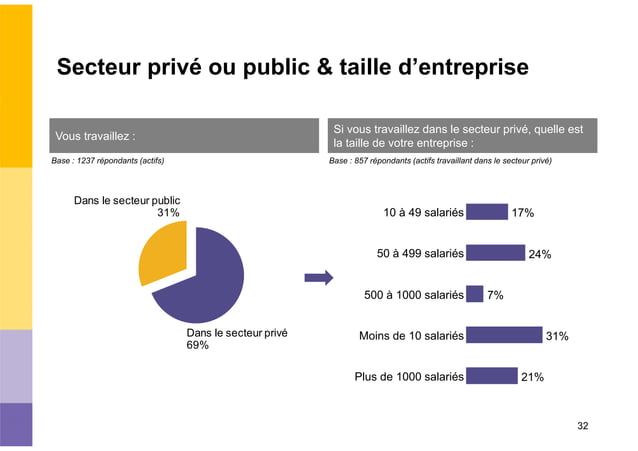 Secteur privé ou public & taille d’entreprise
Vous travaillez :
Base : 1237 répondants (actifs)
Dans le secteur public
31%
Dans le secteur privé
69%
Si vous travaillez dans le secteur privé, quelle est
la taille de votre entreprise :
Base : 857 répondants (actifs travaillant dans le secteur privé)
10 à 49 salariés 17%
50 à 499 salariés 24%
500 à 1000 salariés 7%
Moins de 10 salariés 31%
Plus de 1000 salariés 21%
32